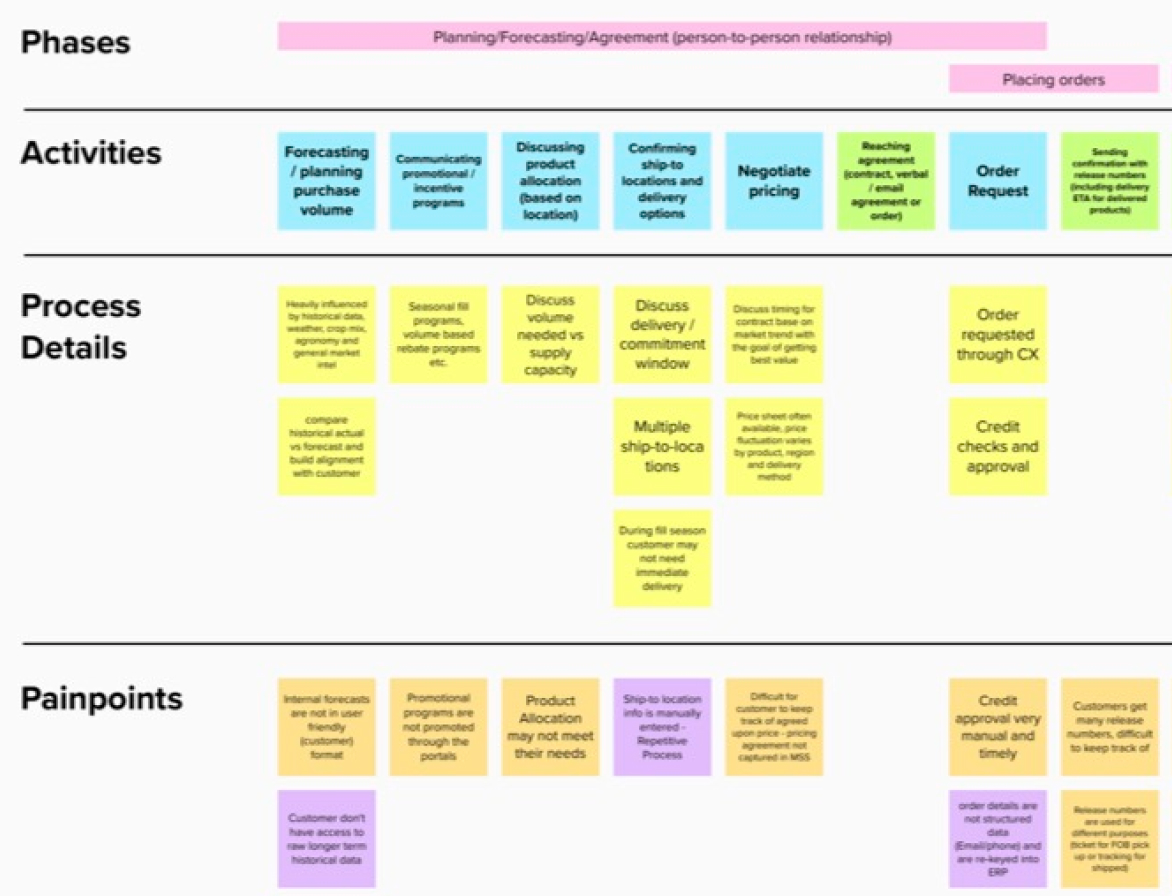 Phases
Planning/Forecasting/Agreement (person-to-person relationship)
Placing orders
Activities
Forecasting
/ planning
purchase
volume
Communicating
promotional /
incentive
programs
Discussing
product
allocation
(based on
location)
Confirming
ship-to
locations and
delivery
options
Negotiate
pricing
Reaching
agreement
(contract, verbal
/ email
agreement or
order)
Order
Request
Sending
confirmation with
release numbers
(including delivery
ETA for delivered
products)
Process
Details
Heavily influenced
by historical data,
weather, crop mix,
agronomy and
general market
intel
Seasonal fill
programs,
volume based
rebate programs
etc.
Discuss
volume
needed vs
supply
capacity
Discuss
delivery /
commitment
window
Discuss timing for
contract base on
market trend with
the goal of getting
best value
Order
requested
through CX
compare
historical actual
vs forecast and
build alignment
with customer
Multiple
ship-to-loca
tions
Price sheet often
available, price
fluctuation varies
by product, region
and delivery
method
Credit
checks and
approval
During fill season
customer may
not need
immediate
delivery
Painpoints
Internal forecasts
are not in user
friendly
(customer)
format
Promotional
programs are
not promoted
through the
portals
Product
Allocation
may not meet
their needs
Ship-to location
info is manually
entered -
Repetitive
Process
Difficult for
customer to keep
track of agreed
upon price - pricing
agreement not
captured in MSS
Credit
approval very
manual and
timely
Customers get
many release
numbers, difficult
to keep track of
Customer don't
have access to
raw longer term
historical data
order details are
not structured
data
(Email/phone) and
are re-keyed into
ERP
Release numbers
are used for
different purposes
(ticket for FOB pick
up or tracking for
shipped)